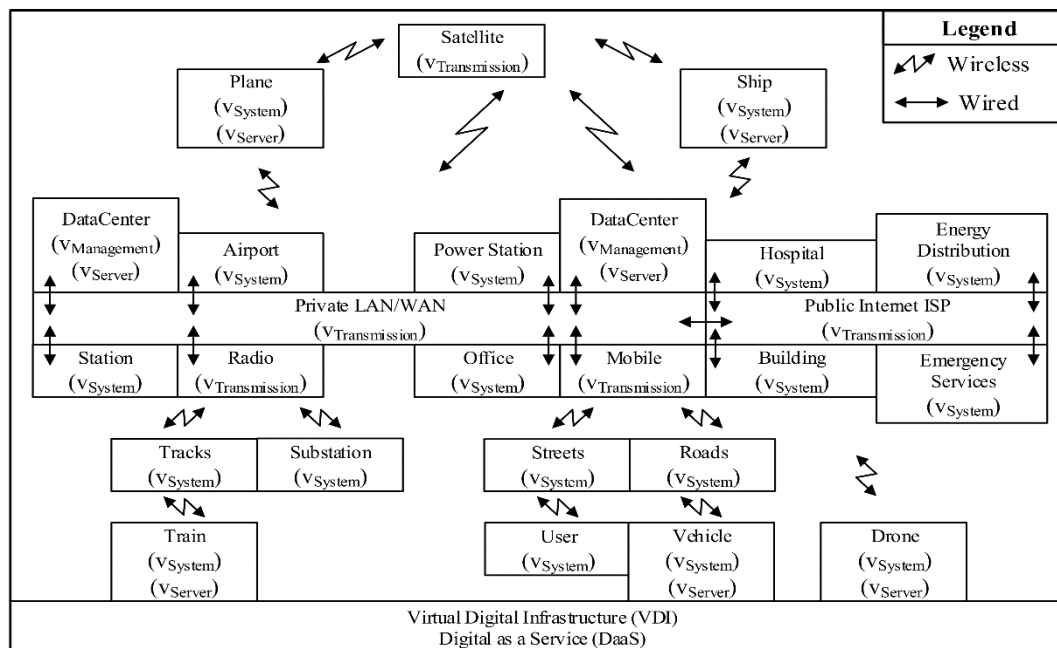 Satellite
(vTransmission)
Legend
Wireless
Wired
Plane
(vSystem)
(vServer)
Ship
(vSystem)
(vServer)
DataCenter
(vManagement)
(vServer)
Airport
(vSystem)
Power Station
(vSystem)
DataCenter
(vManagement)
(vServer)
Hospital
(vSystem)
Energy
Distribution
(vSystem)
Private LAN/WAN
(vTransmission)
Public Internet ISP
(vTransmission)
Station
(vSystem)
Radio
(vTransmission)
Office
(vSystem)
Mobile
(vTransmission)
Building
(vSystem)
Emergency
Services
(vSystem)
Tracks
(vSystem)
Substation
(vSystem)
Streets
(vSystem)
Roads
(vSystem)
Train
(vSystem)
(vServer)
User
(vSystem)
Vehicle
(vSystem)
(vServer)
Drone
(vSystem)
(vServer)
Virtual Digital Infrastructure (VDI)
Digital as a Service (DaaS)